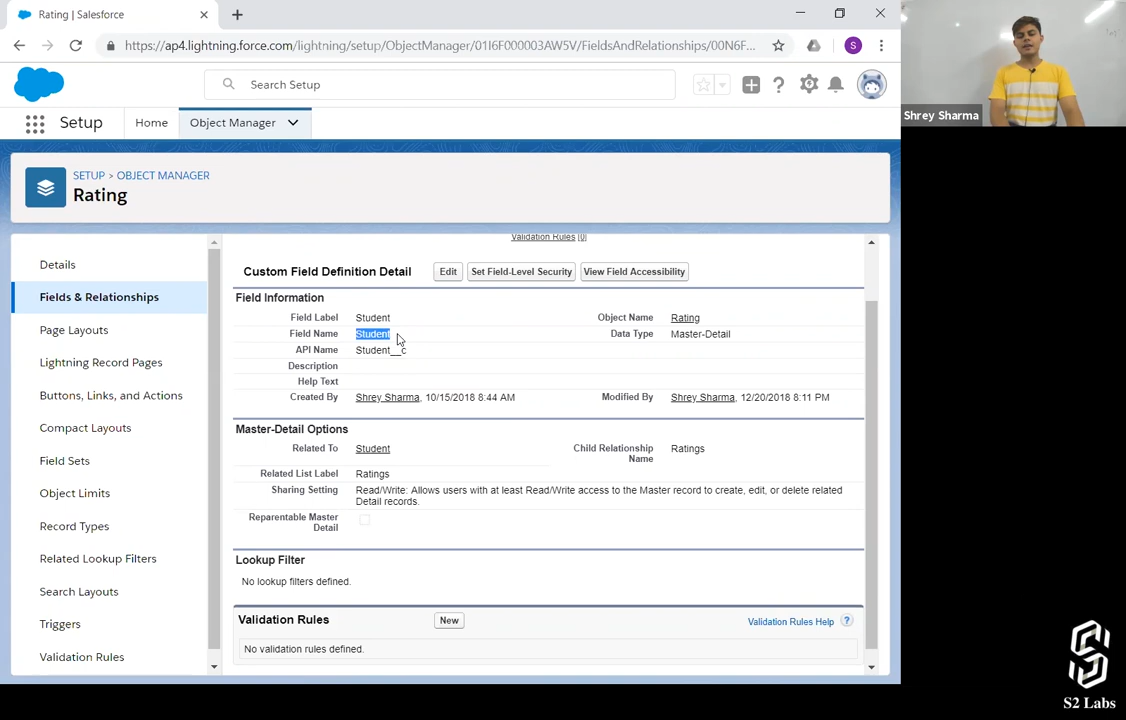 Rating | Salesforce
https://ap4.lightning.force.com/lightning/setup/ObjectManager/01I6F000003AW5V/FieldsAndRelationships/00N6F...
S
Search Setup
Setup
Home
Object Manager
Shrey Sharma
SETUP > OBJECT MANAGER
Rating
Details
Fields & Relationships
Page Layouts
Lightning Record Pages
Buttons, Links, and Actions
Compact Layouts
Field Sets
Object Limits
Record Types
Related Lookup Filters
Search Layouts
Triggers
Validation Rules
Validation Rules [0]
Custom Field Definition Detail
Edit
Set Field-Level Security
View Field Accessibility
Field Information
Field Label Student Object Name Rating
Field Name Student Data Type Master-Detail
API Name Student__c
Description
Help Text
Created By Shrey Sharma, 10/15/2018 8:44 AM Modified By Shrey Sharma, 12/20/2018 8:11 PM
Master-Detail Options
Related To Student Child Relationship Name Ratings
Related List Label Ratings
Sharing Setting Read/Write: Allows users with at least Read/Write access to the Master record to create, edit, or delete related
Detail records.
Reparentable Master
Detail
Lookup Filter
No lookup filters defined.
Validation Rules New Validation Rules Help ?
No validation rules defined.
S2 Labs